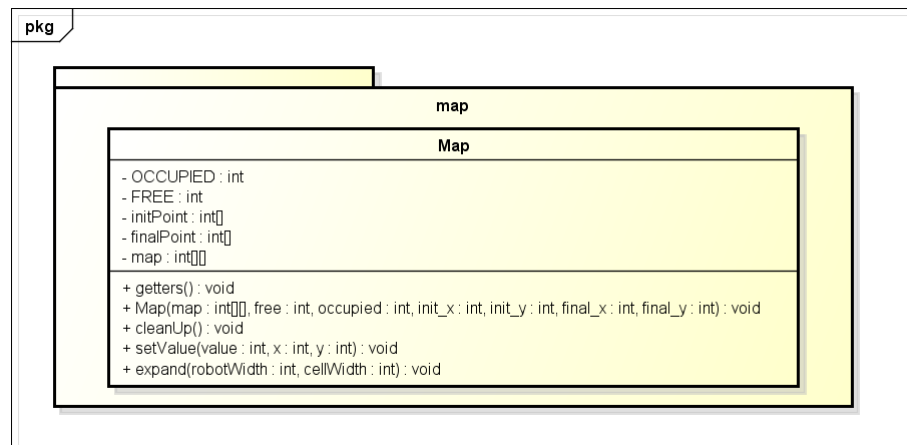 pkg
map
Map
- OCCUPIED : int
- FREE : int
- initPoint : int[]
- finalPoint : int[]
- map : int[][]
+ getters() : void
+ Map(map : int[][], free : int, occupied : int, init_x : int, init_y : int, final_x : int, final_y : int) : void
+ cleanUp() : void
+ setValue(value : int, x : int, y : int) : void
+ expand(robotWidth : int, cellWidth : int) : void